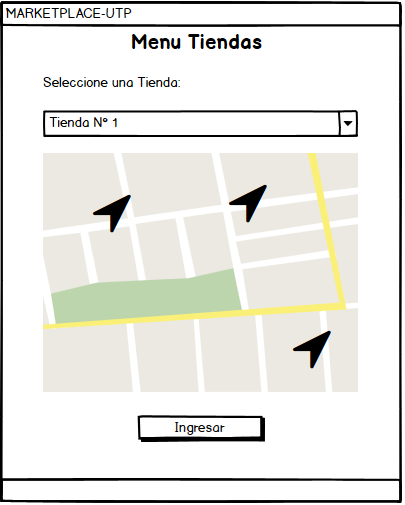 MARKETPLACE-UTP
Menu Tiendas
Seleccione una Tienda:
Tienda N° 1
Ingresar